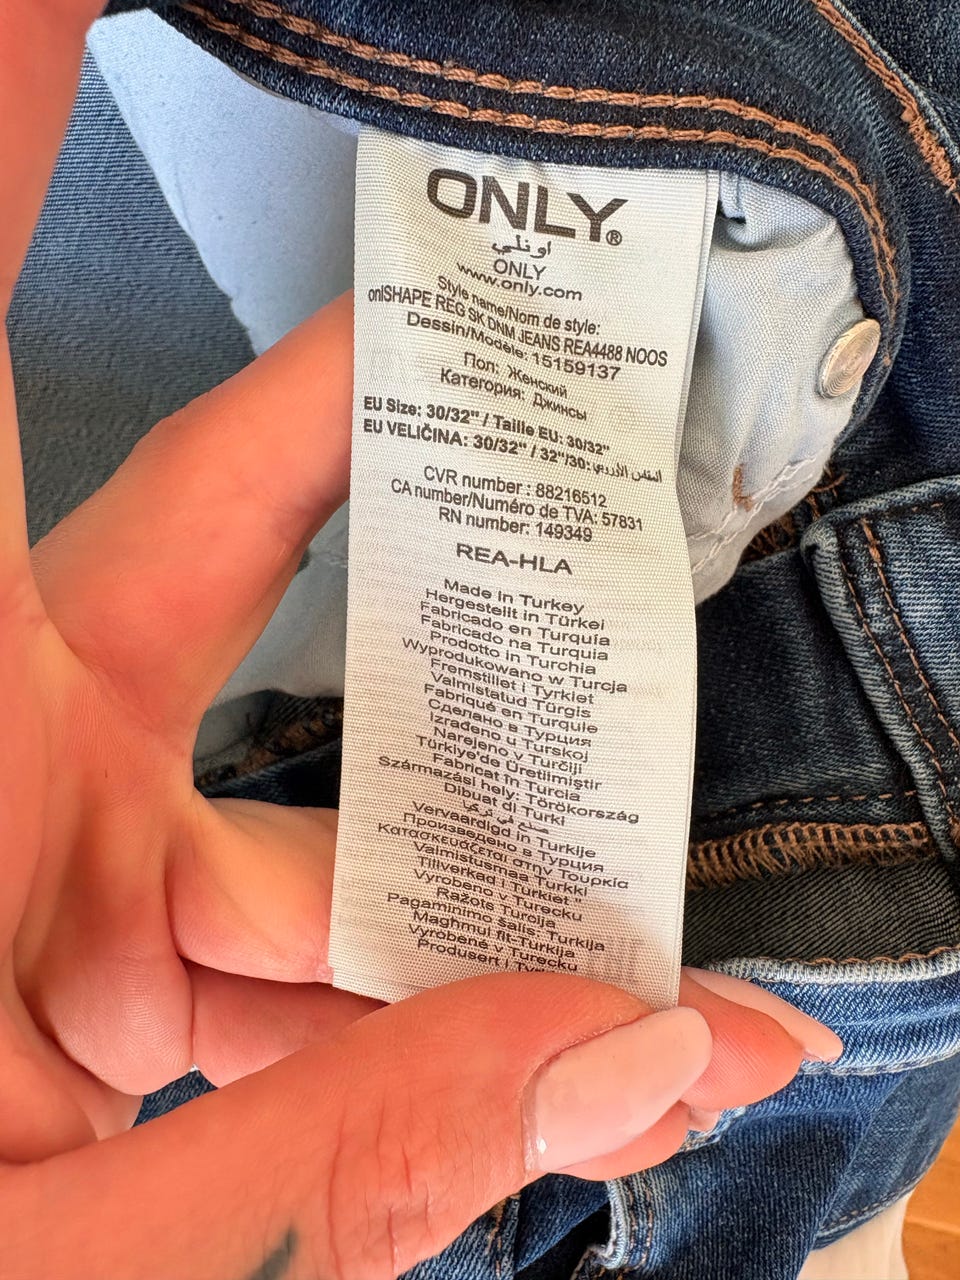 ONLY®
اونلي
ONLY
www.only.com
Style name/Nom de style:
onlSHAPE REG SK DNM JEANS REA4488 NOOS
Dessin/Modèle: 15159137
Пол: Женский
Категория: Джинсы
EU Size: 30/32" / Taille EU: 30/32"
EU VELIČINA: 30/32" / 32"/30:
CVR number : 88216512
CA number/Numéro de TVA: 57831
RN number: 149349
REA-HLA
Made in Turkey
Hergestellt in Türkei
Fabricado en Turquía
Fabricado na Turquia
Prodotto in Turchia
Wyprodukowano w Turcja
Fremstillet i Tyrkiet
Valmistatud Türgis
Fabriqué en Turquie
Сделано в Турция
Izrađeno u Turskoj
Narejeno v Turčiji
Türkiye'de Üretilmiştir
Fabricat în Turcia
Származási hely: Törökország
Dibuat di Turki
صنع في تركيا
Vervaardigd in Turkije
Произведено в Турция
Κατασκευάζεται στην Τουρκία
Valmistusmaa Turkki
Tillverkad i Turkiet "
Vyrobeno v Turecku
Ražots Turcija
Pagaminimo šalis: Turkija
Maghmul fit-Turkija
Vyrobené v Turecku
Produsert i